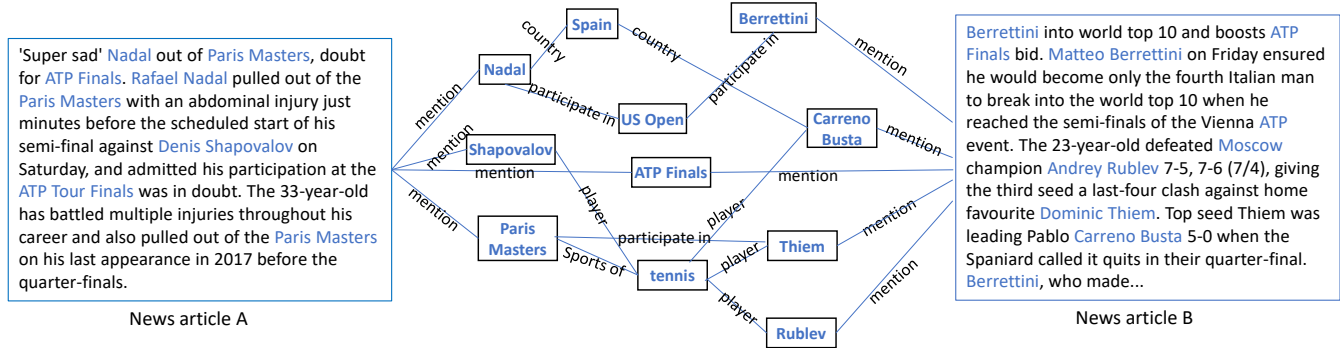 'Super sad' Nadal out of Paris Masters, doubt
for ATP Finals. Rafael Nadal pulled out of the
Paris Masters with an abdominal injury just
minutes before the scheduled start of his
semi-final against Denis Shapovalov on
Saturday, and admitted his participation at the
ATP Tour Finals was in doubt. The 33-year-old
has battled multiple injuries throughout his
career and also pulled out of the Paris Masters
on his last appearance in 2017 before the
quarter-finals.
News article A
mention
mention
mention
mention
Nadal
Shapovalov
Paris
Masters
country
participate in
player
Sports of
Spain
US Open
ATP Finals
participate in
tennis
country
participate in
player
player
player
Berrettini
Carreno
Busta
Thiem
Rublev
mention
mention
mention
mention
mention
Berrettini into world top 10 and boosts ATP
Finals bid. Matteo Berrettini on Friday ensured
he would become only the fourth Italian man
to break into the world top 10 when he
reached the semi-finals of the Vienna ATP
event. The 23-year-old defeated Moscow
champion Andrey Rublev 7-5, 7-6 (7/4), giving
the third seed a last-four clash against home
favourite Dominic Thiem. Top seed Thiem was
leading Pablo Carreno Busta 5-0 when the
Spaniard called it quits in their quarter-final.
Berrettini, who made...
News article B